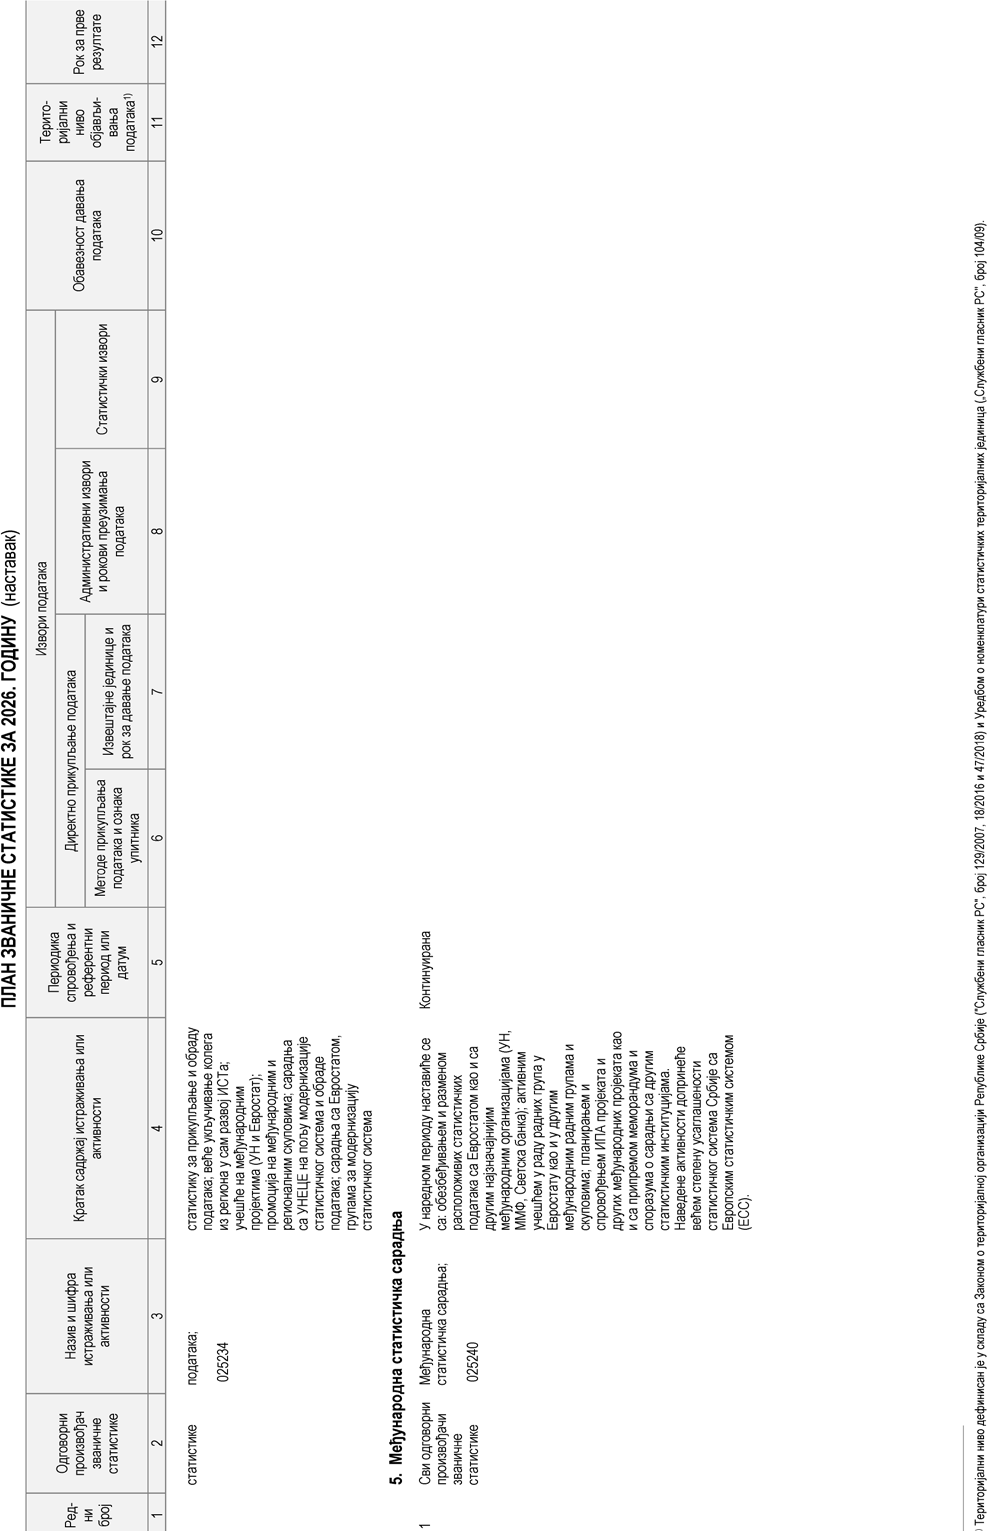 ПЛАН ЗВАНИЧНЕ СТАТИСТИКЕ ЗА 2026. ГОДИНУ (наставак)
Ред-
ни
број
Одговорни
произвођач
званичне
статистике
Назив и шифра
истраживања или
активности
Кратак садржај истраживања или
активности
Периодика
спровођења и
референтни
период или
датум
Извори података
Директно прикупљање података
Методе прикупљања
података и ознака
упитника
Извештајне јединице и
рок за давање података
Административни извори
и рокови преузимања
података
Статистички извори
Обавезност давања
података
Терито-
ријални
ниво
објављи-
вања
података1)
Рок за прве
резултате
1
2
3
4
5
6
7
8
9
10
11
12
статистике
података;
025234
статистику за прикупљање и обраду
података; веће укључивање колега
из региона у сам развој ИСТа;
учешће на међународним
пројектима (УН и Евростат);
промоција на међународним и
регионалним скуповима; сарадња
са УНЕЦЕ на пољу модернизације
статистичког система и обраде
података; сарадња са Евростатом,
групама за модернизацију
статистичког система
5. Међународна статистичка сарадња
1
Сви одговорни
произвођачи
званичне
статистике
Међународна
статистичка сарадња;
025240
У наредном периоду наставиће се
са: обезбеђивањем и разменом
расположивих статистичких
података са Евростатом као и са
другим најзначајнијим
међународним организацијама (УН,
ММФ, Светска банка); активним
учешћем у раду радних група у
Евростату као и у другим
међународним радним групама и
скуповима; планирањем и
спровођењем ИПА пројеката и
других међународних пројеката као
и са припремом меморандума и
споразума о сарадњи са другим
статистичким институцијама.
Наведене активности допринеће
већем степену усаглашености
статистичког система Србије са
Европским статистичким системом
(ЕСС).
Континуирана
) Територијални ниво дефинисан је у складу са Законом о територијалној организацији Републике Србије ("Службени гласник РС", број 129/2007, 18/2016 и 47/2018) и Уредбом о номенклатури статистичких територијалних јединица („Службени гласник РС", број 104/09).